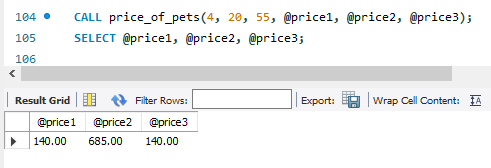 104 CALL price_of_pets(4, 20, 55, @price1, @price2, @price3);
105 SELECT @price1, @price2, @price3;
106
Result Grid Filter Rows: Export: Wrap Cell Content: IA
@price1 @price2 @price3
140.00 685.00 140.00